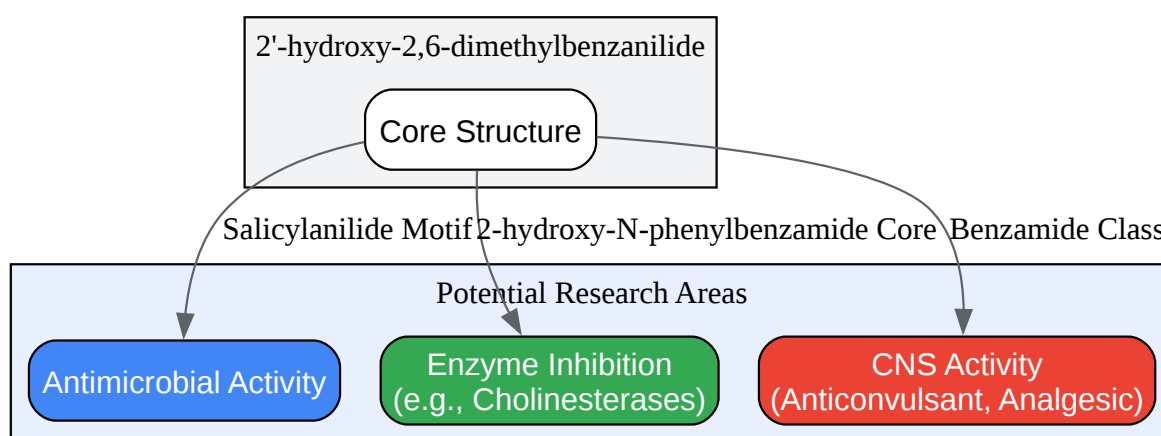 2'-hydroxy-2,6-dimethylbenzanilide
Core Structure
Salicylanilide Motif
2-hydroxy-N-phenylbenzamide Core
Benzamide Class
Potential Research Areas
Antimicrobial Activity
Enzyme Inhibition
(e.g., Cholinesterases)
CNS Activity
(Anticonvulsant, Analgesic)